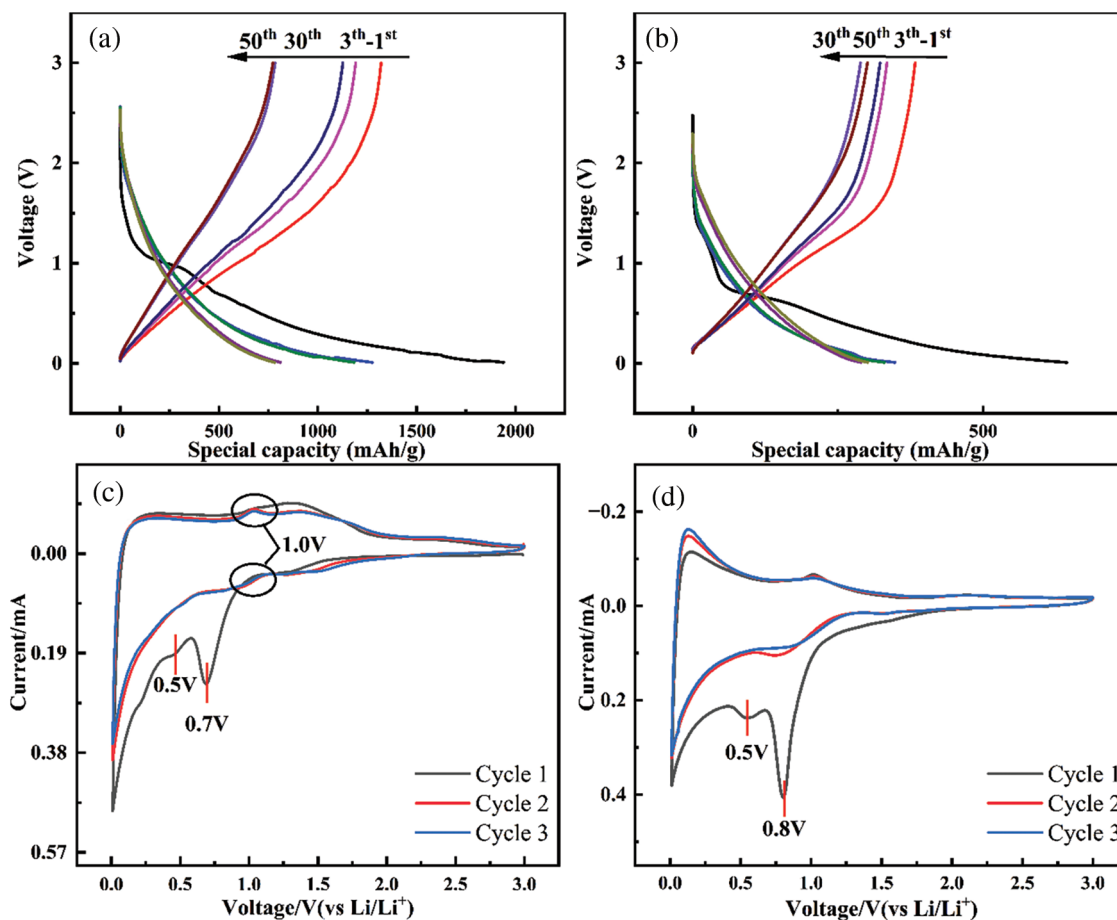 (a)
50th 30th 3th-1st
3
2
1
0
Voltage (V)
0 500 1000 1500 2000
Special capacity (mAh/g)
(b)
30th 50th 3th-1st
3
2
1
0
Voltage (V)
0 500
Special capacity (mAh/g)
(c)
1.0V
0.5V
0.7V
0.00
0.19
0.38
0.57
Current/mA
Cycle 1
Cycle 2
Cycle 3
0.0 0.5 1.0 1.5 2.0 2.5 3.0
Voltage/V(vs Li/Li+)
(d)
−0.2
0.0
0.2
0.4
Current/mA
0.5V
0.8V
Cycle 1
Cycle 2
Cycle 3
0.0 0.5 1.0 1.5 2.0 2.5 3.0
Voltage/V(vs Li/Li+)